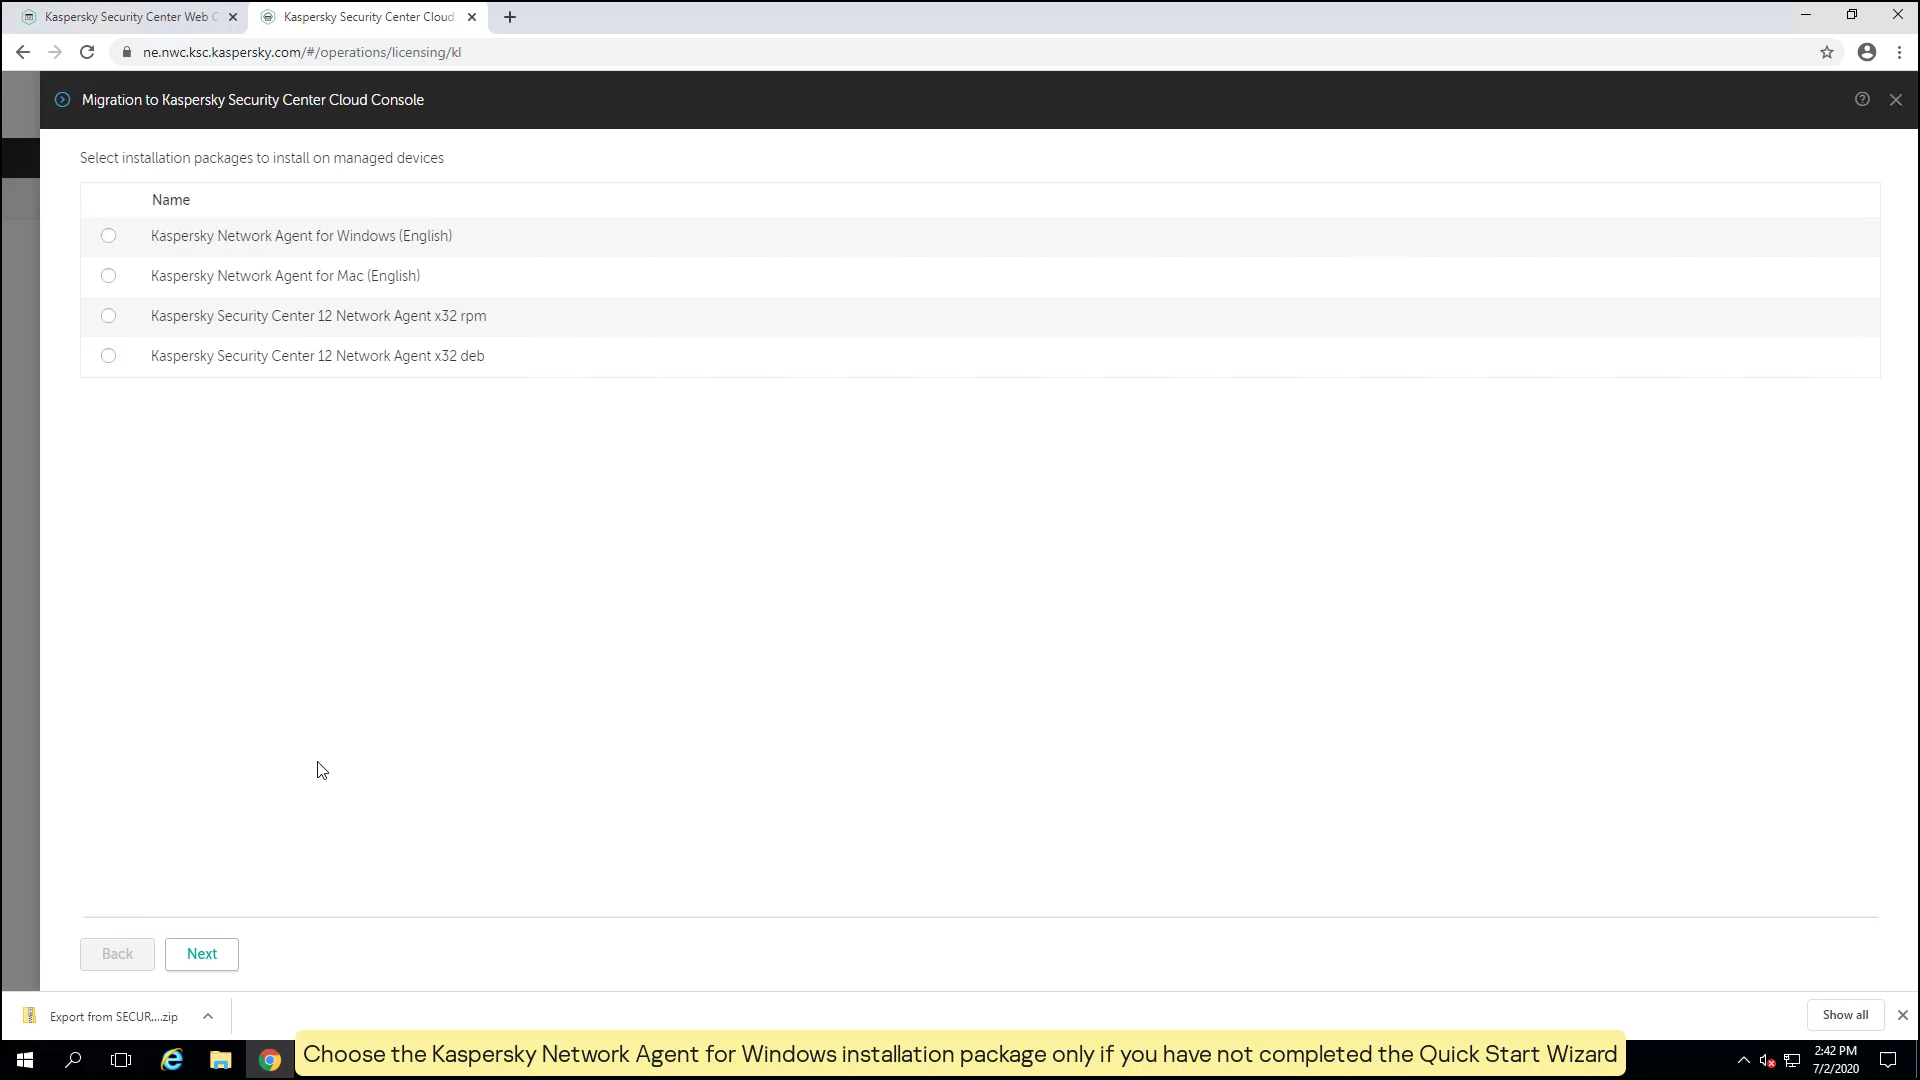 Kaspersky Security Center Web C
Kaspersky Security Center Cloud
ne.nwc.ksc.kaspersky.com/#/operations/licensing/kl
Migration to Kaspersky Security Center Cloud Console
Select installation packages to install on managed devices
Name
Kaspersky Network Agent for Windows (English)
Kaspersky Network Agent for Mac (English)
Kaspersky Security Center 12 Network Agent x32 rpm
Kaspersky Security Center 12 Network Agent x32 deb
Back
Next
Export from SECUR....zip
Show all
Choose the Kaspersky Network Agent for Windows installation package only if you have not completed the Quick Start Wizard
2:42 PM
7/2/2020